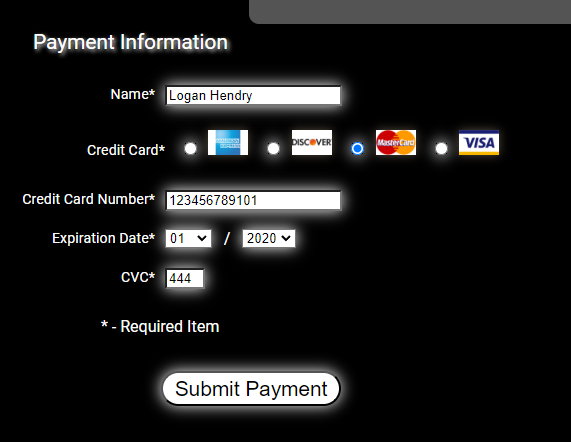 Payment Information
Name* Logan Hendry
Credit Card* DISCOVER MasterCard VISA
Credit Card Number* 123456789101
Expiration Date* 01 / 2020
CVC* 444
* - Required Item
Submit Payment